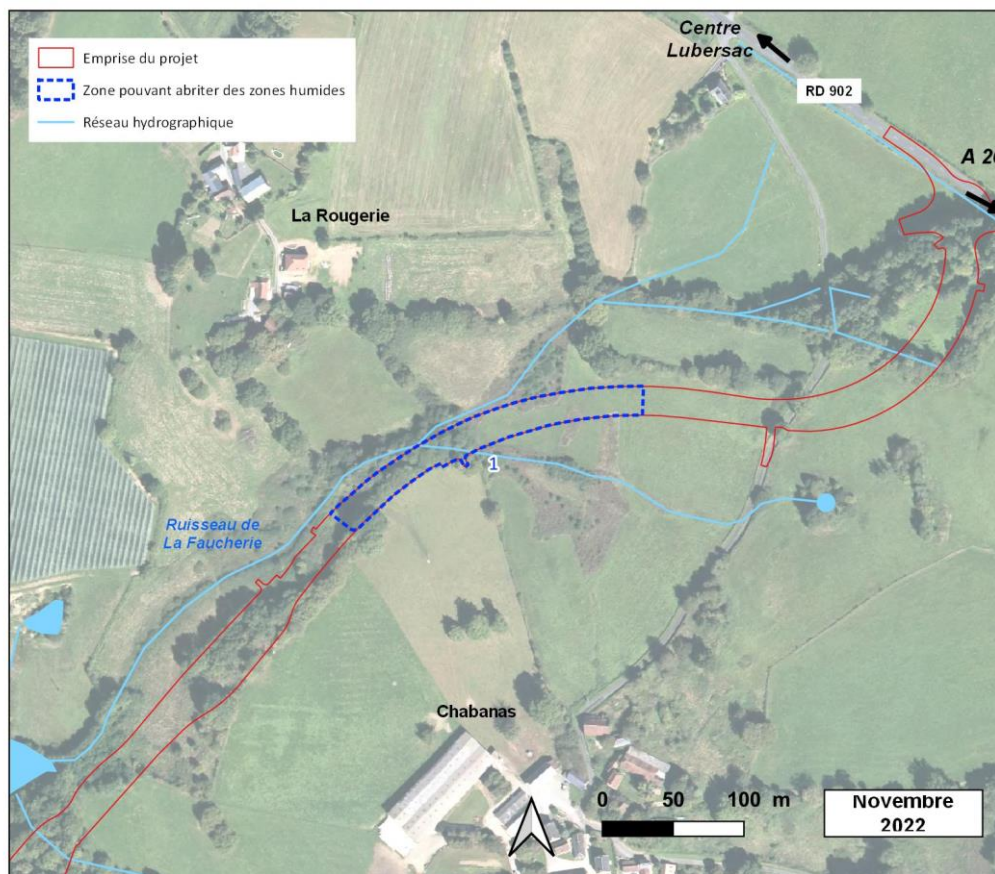 Emprise du projet
Zone pouvant abriter des zones humides
Réseau hydrographique
Centre
Lubersac
RD 902
A 20
La Rougerie
1
Ruisseau de
La Faucherie
Chabanas
0 50 100 m
Novembre
2022